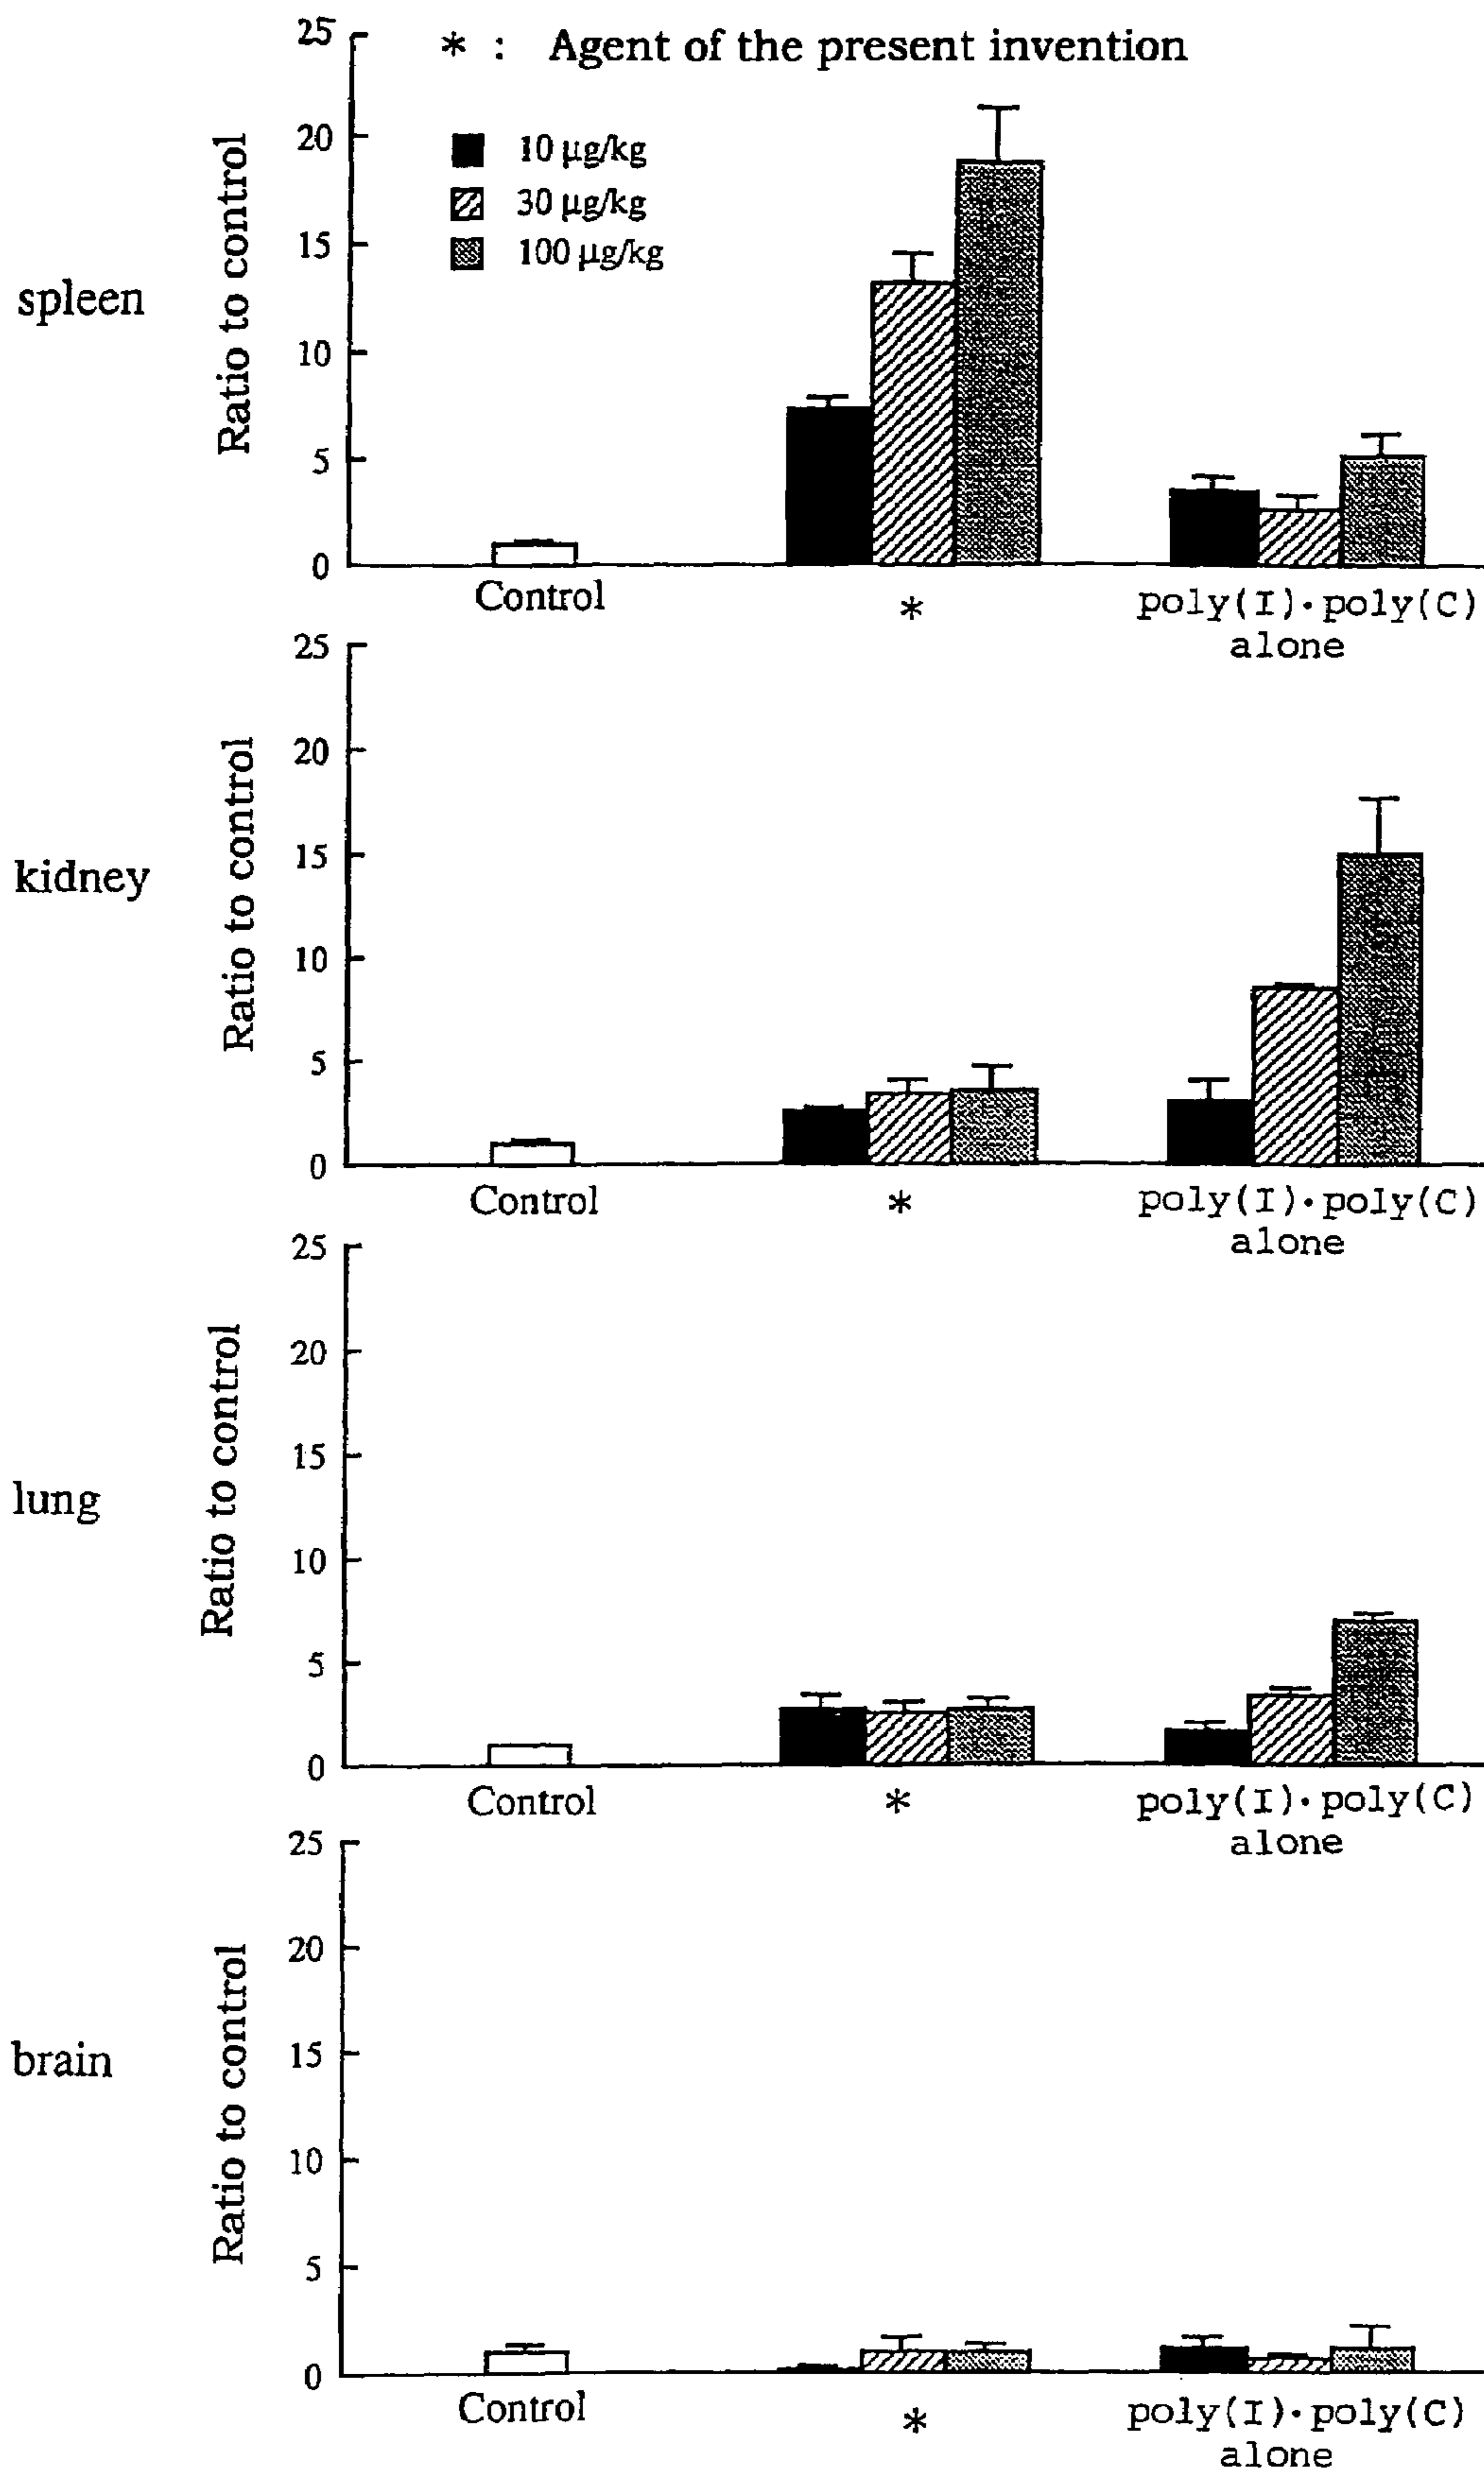 * : Agent of the present invention
10 µg/kg
30 µg/kg
100 µg/kg
spleen
Ratio to control
25
20
15
10
5
0
Control
*
poly(I)·poly(C)
alone
kidney
Ratio to control
25
20
15
10
5
0
Control
*
poly(I)·poly(C)
alone
lung
Ratio to control
25
20
15
10
5
0
Control
*
poly(I)·poly(C)
alone
brain
Ratio to control
25
20
15
10
5
0
Control
*
poly(I)·poly(C)
alone